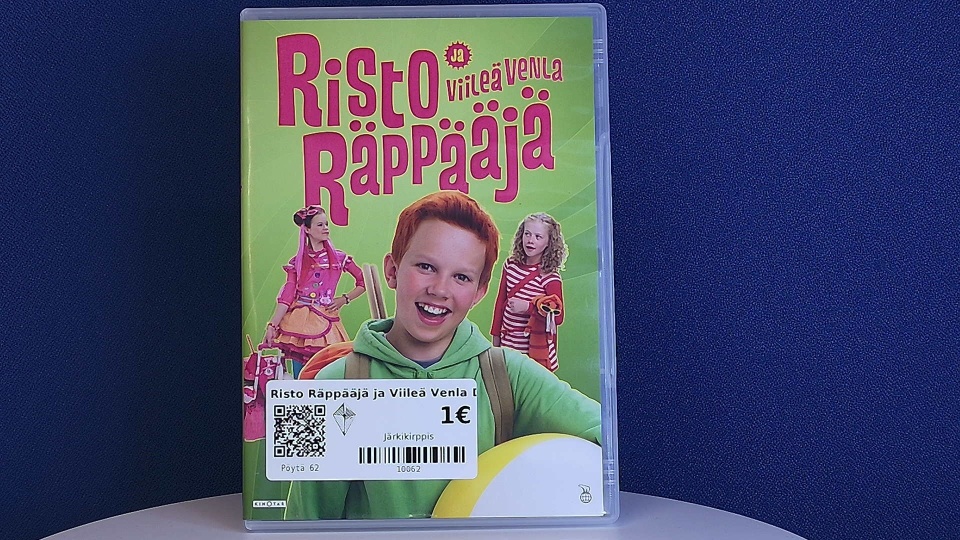 Risto
ja
Viileä Venla
Räppääjä
Risto Räppääjä ja Viileä Venla D
1€
Järkikirppis
Pöytä 62
10062
KINOTAR